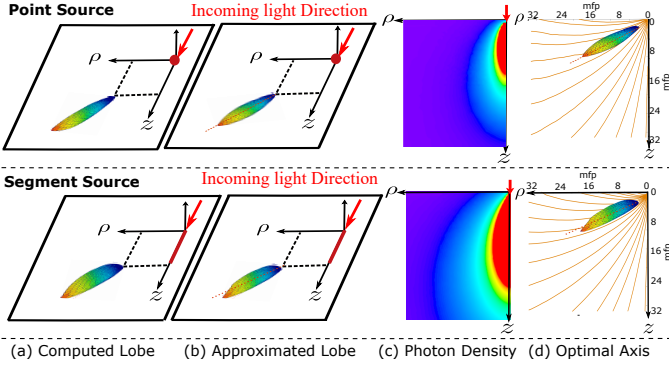 Point Source
Incoming light Direction
ρ
z
ρ
z
ρ
z
mfp
32 24 16 8 0
0
8
16
24
32
mfp
z
Segment Source
Incoming light Direction
ρ
z
ρ
z
ρ
z
mfp
32 24 16 8 0
0
8
16
24
32
mfp
z
(a) Computed Lobe (b) Approximated Lobe (c) Photon Density (d) Optimal Axis